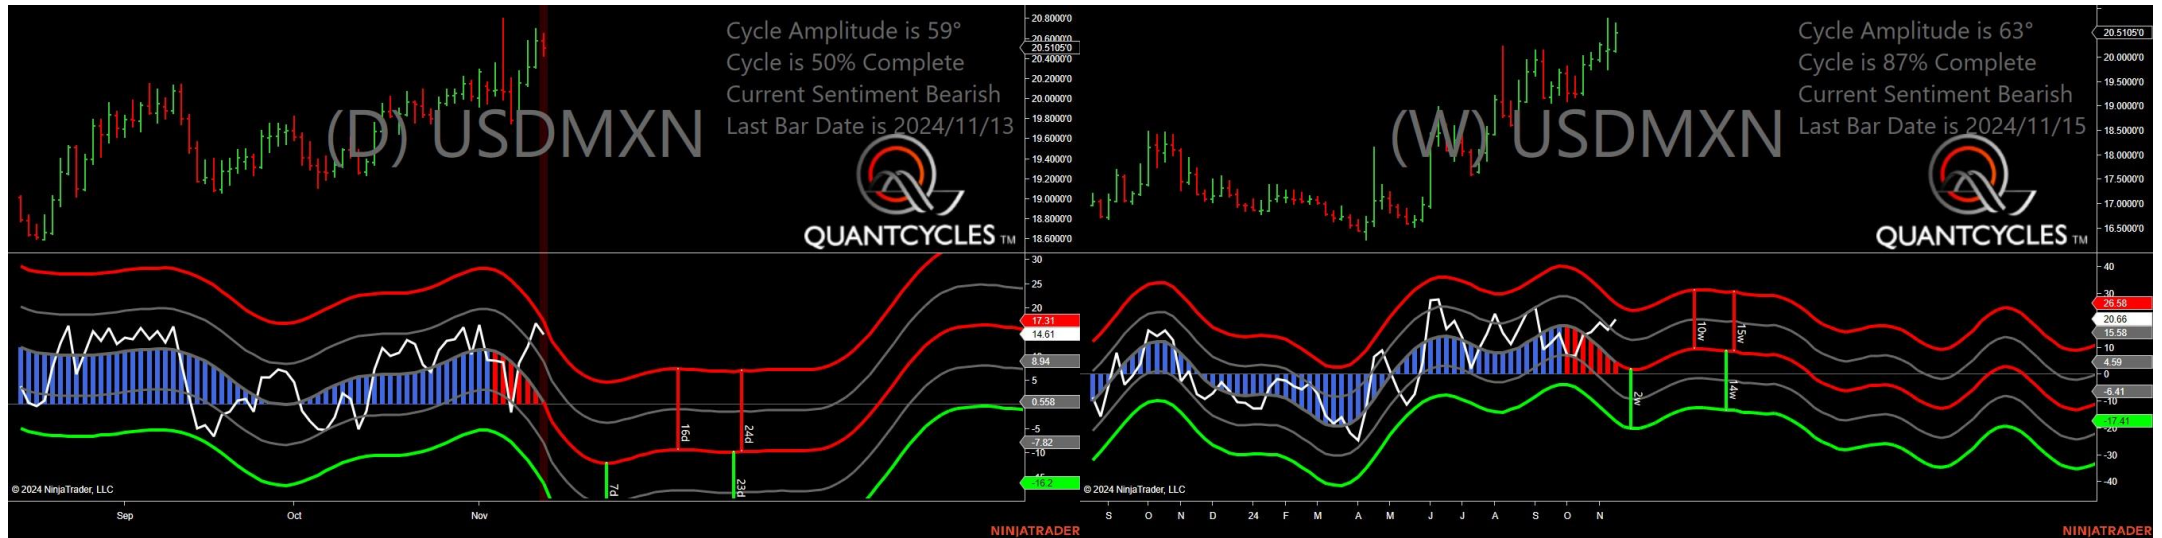 Cycle Amplitude is 59°
Cycle is 50% Complete
Current Sentiment Bearish
Last Bar Date is 2024/11/13
(D) USDMXN
QUANTCYCLES TM
20.8000'0
20.6000'0
20.5105'0
20.4000'0
20.2000'0
20.0000'0
19.8000'0
19.6000'0
19.4000'0
19.2000'0
19.0000'0
18.8000'0
18.6000'0
30
25
20
17.31
14.61
8.94
5
0.558
-5
-7.82
-10
-16.2
16d
24d
7d
23d
© 2024 NinjaTrader, LLC
Sep
Oct
Nov
NINJATRADER
Cycle Amplitude is 63°
Cycle is 87% Complete
Current Sentiment Bearish
Last Bar Date is 2024/11/15
(W) USDMXN
QUANTCYCLES TM
20.5105'0
20.0000'0
19.5000'0
19.0000'0
18.5000'0
18.0000'0
17.5000'0
17.0000'0
16.5000'0
40
30
26.58
20.66
15.58
10
4.59
0
-6.41
-10
-17.41
-20
-30
-40
10w
15w
2w
14w
© 2024 NinjaTrader, LLC
S
O
N
D
24
F
M
A
M
J
J
A
S
O
N
NINJATRADER